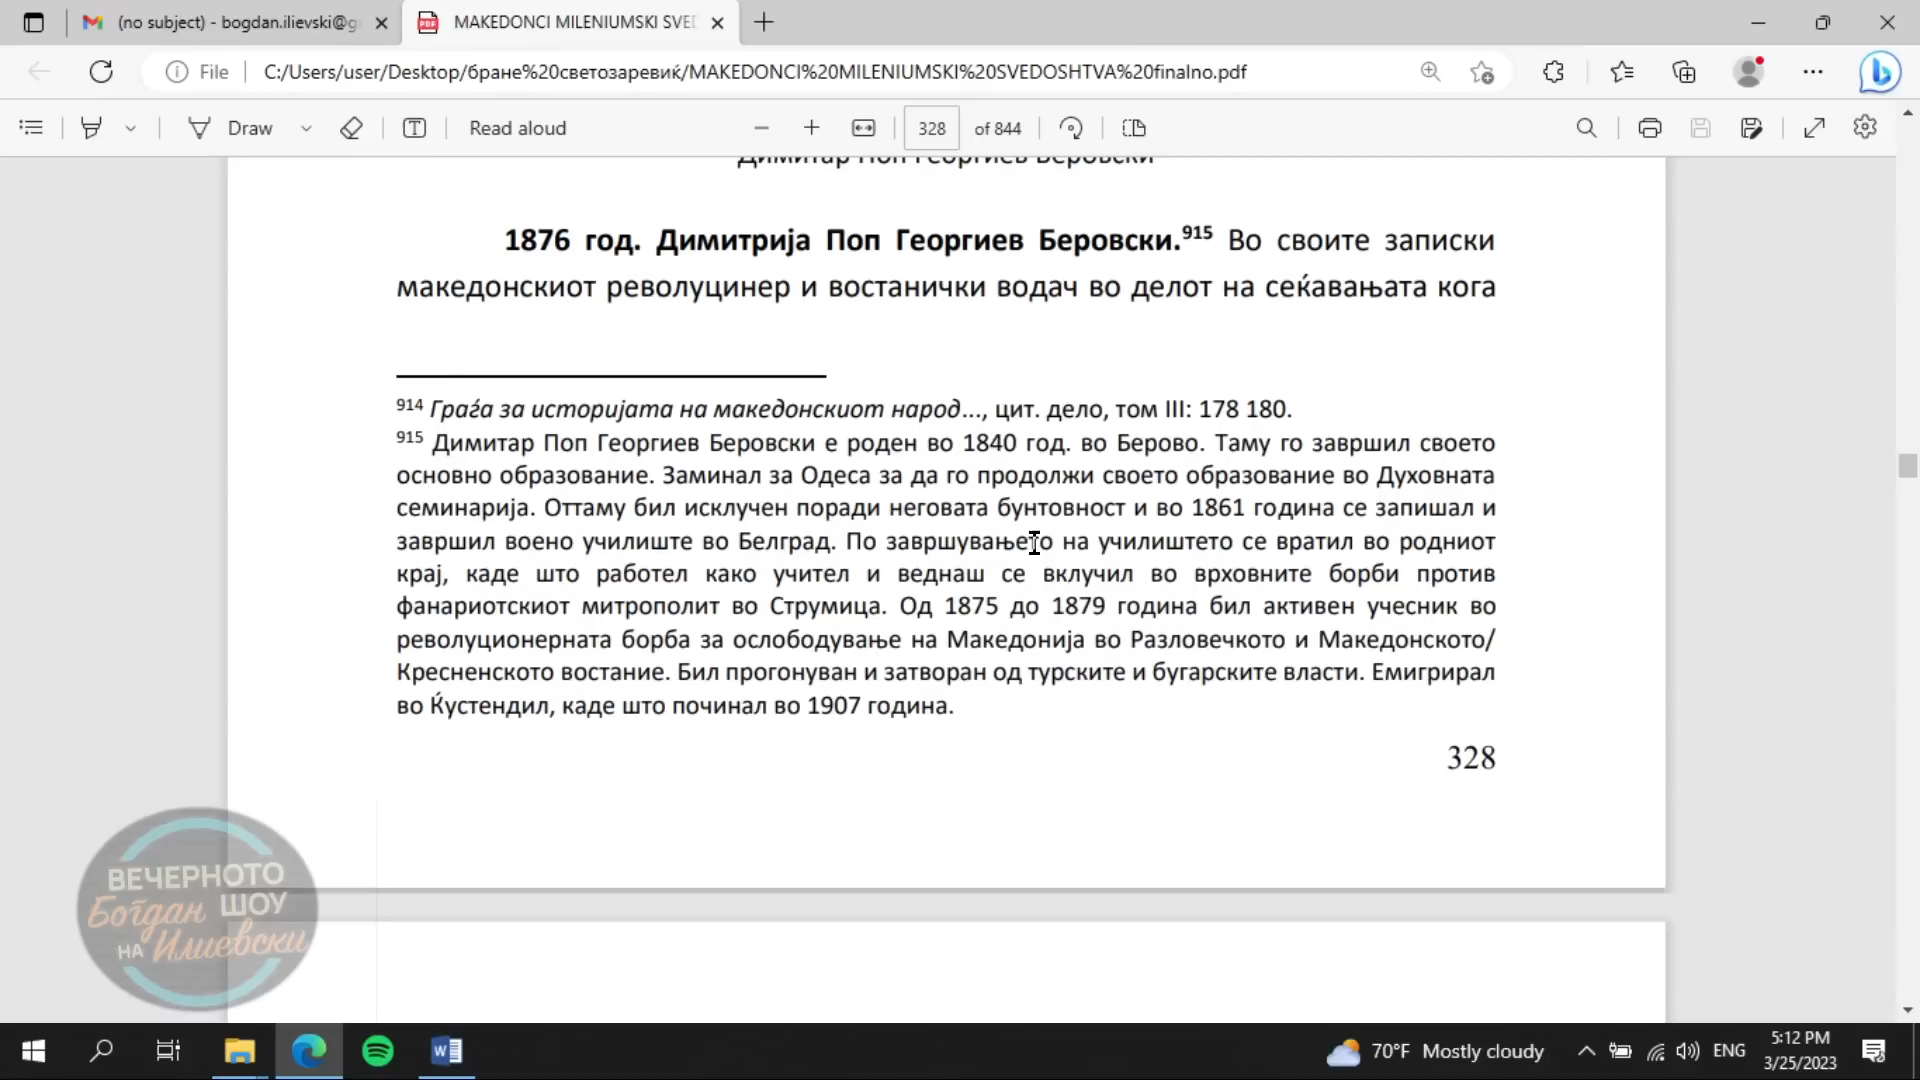 (no subject) - bogdan.ilievski@g
MAKEDONCI MILENIUMSKI SVED
File
C:/Users/user/Desktop/бране%20светозаревиќ/MAKEDONCI%20MILENIUMSKI%20SVEDOSHTVA%20finalno.pdf
Draw
Read aloud
328 of 844
Димитар Поп Георгиев Беровски
1876 год. Димитрија Поп Георгиев Беровски.915 Во своите записки
македонскиот револуцинер и востанички водач во делот на сеќавањата кога
914 Граѓа за историјата на македонскиот народ..., цит. дело, том III: 178 180.
915 Димитар Поп Георгиев Беровски е роден во 1840 год. во Берово. Таму го завршил своето
основно образование. Заминал за Одеса за да го продолжи своето образование во Духовната
семинарија. Оттаму бил исклучен поради неговата бунтовност и во 1861 година се запишал и
завршил воено училиште во Белград. По завршувањето на училиштето се вратил во родниот
крај, каде што работел како учител и веднаш се вклучил во врховните борби против
фанариотскиот митрополит во Струмица. Од 1875 до 1879 година бил активен учесник во
револуционерната борба за ослободување на Македонија во Разловечкото и Македонското/
Кресненското востание. Бил прогонуван и затворан од турските и бугарските власти. Емигрирал
во Ќустендил, каде што починал во 1907 година.
328
ВЕЧЕРНОТО
Богдан ШОУ
НА Илиевски
70°F Mostly cloudy
ENG
5:12 PM
3/25/2023